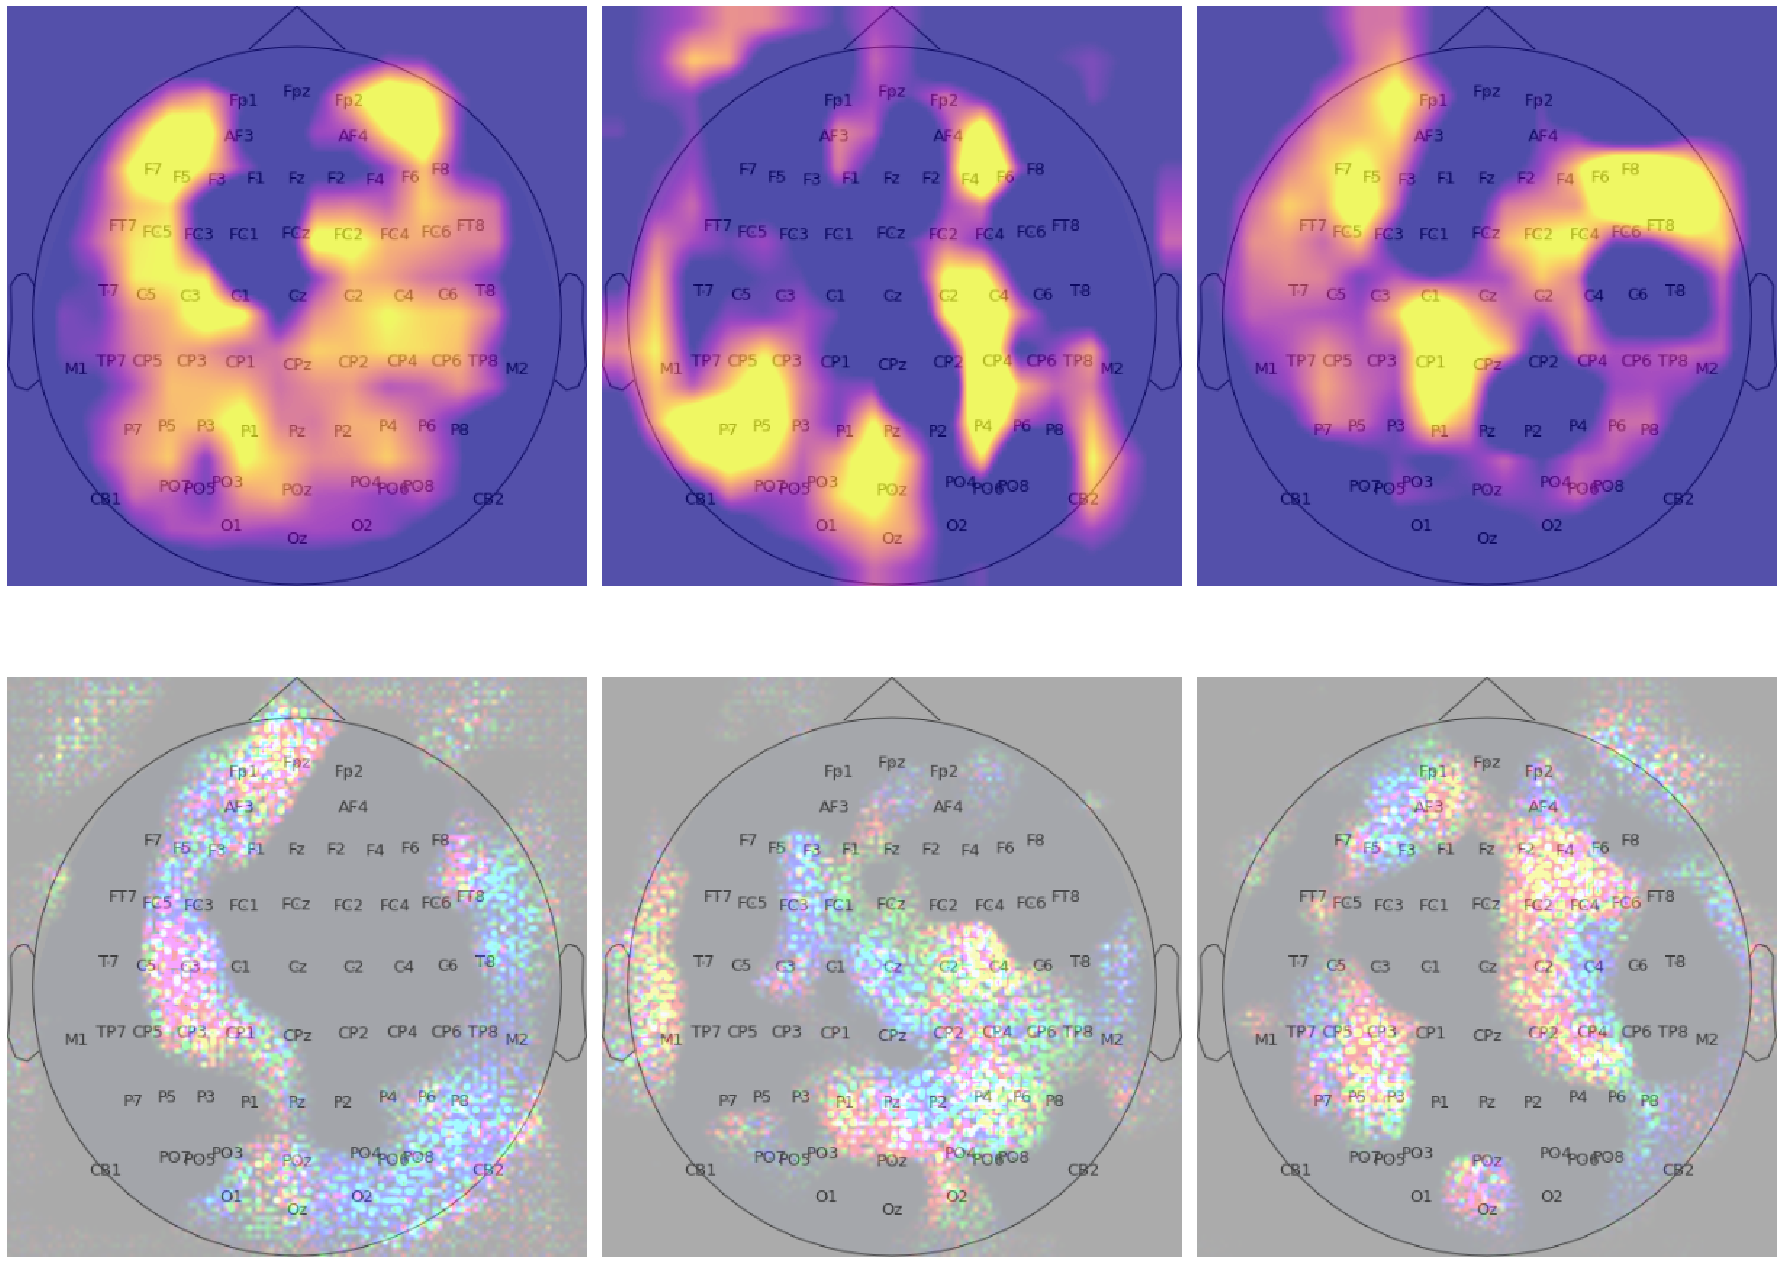 Fp1 Fpz Fp2
AF3 AF4
F7 F5 F3 F1 Fz F2 F4 F6 F8
FT7 FC5 FC3 FC1 FCz FC2 FC4 FC6 FT8
T7 C5 C3 C1 Cz C2 C4 C6 T8
M1 TP7 CP5 CP3 CP1 CPz CP2 CP4 CP6 TP8 M2
P7 P5 P3 P1 Pz P2 P4 P6 P8
CB1 PO7 PO5 PO3 POz PO4 PO6 PO8 CB2
O1 Oz O2
Fp1 Fpz Fp2
AF3 AF4
F7 F5 F3 F1 Fz F2 F4 F6 F8
FT7 FC5 FC3 FC1 FCz FC2 FC4 FC6 FT8
T7 C5 C3 C1 Cz C2 C4 C6 T8
M1 TP7 CP5 CP3 CP1 CPz CP2 CP4 CP6 TP8 M2
P7 P5 P3 P1 Pz P2 P4 P6 P8
CB1 PO7 PO5 PO3 POz PO4 PO6 PO8 CB2
O1 Oz O2
Fp1 Fpz Fp2
AF3 AF4
F7 F5 F3 F1 Fz F2 F4 F6 F8
FT7 FC5 FC3 FC1 FCz FC2 FC4 FC6 FT8
T7 C5 C3 C1 Cz C2 C4 C6 T8
M1 TP7 CP5 CP3 CP1 CPz CP2 CP4 CP6 TP8 M2
P7 P5 P3 P1 Pz P2 P4 P6 P8
CB1 PO7 PO5 PO3 POz PO4 PO6 PO8 CB2
O1 Oz O2
Fp1 Fpz Fp2
AF3 AF4
F7 F5 F3 F1 Fz F2 F4 F6 F8
FT7 FC5 FC3 FC1 FCz FC2 FC4 FC6 FT8
T7 C5 C3 C1 Cz C2 C4 C6 T8
M1 TP7 CP5 CP3 CP1 CPz CP2 CP4 CP6 TP8 M2
P7 P5 P3 P1 Pz P2 P4 P6 P8
CB1 PO7 PO5 PO3 POz PO4 PO6 PO8 CB2
O1 Oz O2
Fp1 Fpz Fp2
AF3 AF4
F7 F5 F3 F1 Fz F2 F4 F6 F8
FT7 FC5 FC3 FC1 FCz FC2 FC4 FC6 FT8
T7 C5 C3 C1 Cz C2 C4 C6 T8
M1 TP7 CP5 CP3 CP1 CPz CP2 CP4 CP6 TP8 M2
P7 P5 P3 P1 Pz P2 P4 P6 P8
CB1 PO7 PO5 PO3 POz PO4 PO6 PO8 CB2
O1 Oz O2
Fp1 Fpz Fp2
AF3 AF4
F7 F5 F3 F1 Fz F2 F4 F6 F8
FT7 FC5 FC3 FC1 FCz FC2 FC4 FC6 FT8
T7 C5 C3 C1 Cz C2 C4 C6 T8
M1 TP7 CP5 CP3 CP1 CPz CP2 CP4 CP6 TP8 M2
P7 P5 P3 P1 Pz P2 P4 P6 P8
CB1 PO7 PO5 PO3 POz PO4 PO6 PO8 CB2
O1 Oz O2